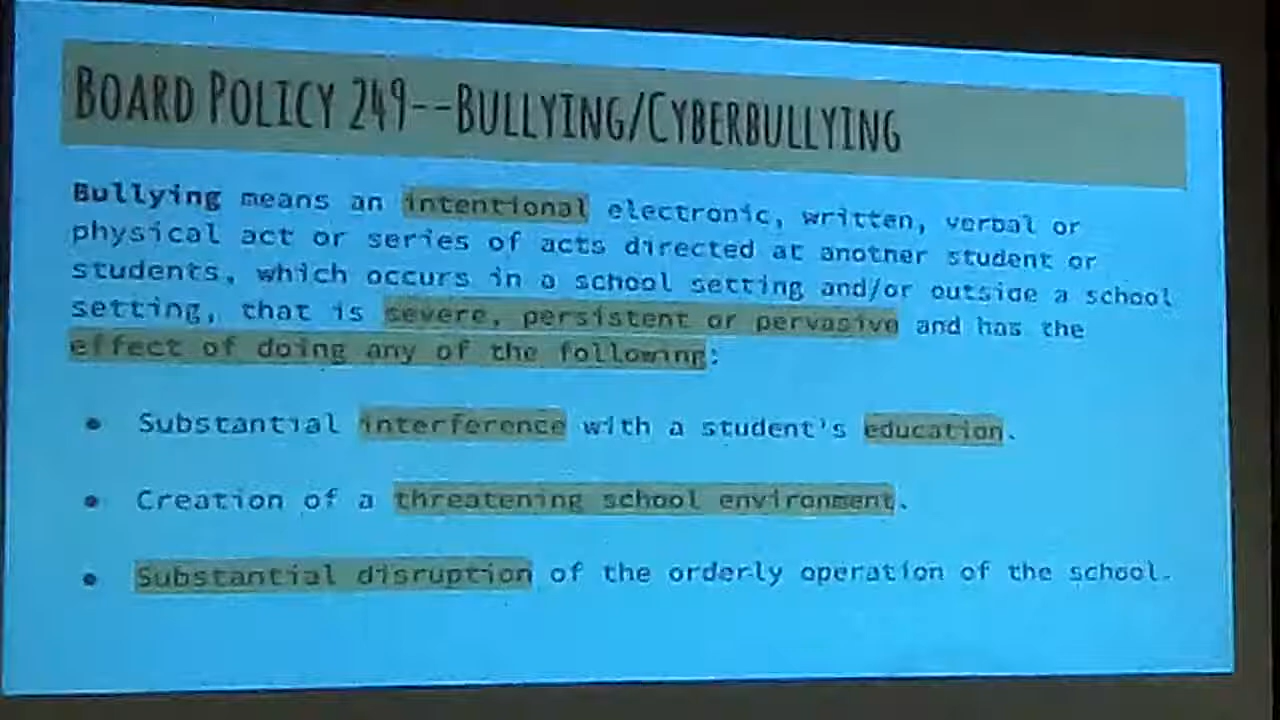 BOARD POLICY 249--BULLYING/CYBERBULLYING
Bullying means an intentional electronic, written, verbal or
physical act or series of acts directed at another student or
students, which occurs in a school setting and/or outside a school
setting, that is severe, persistent or pervasive and has the
effect of doing any of the following:
• Substantial interference with a student's education.
• Creation of a threatening school environment.
• Substantial disruption of the orderly operation of the school.